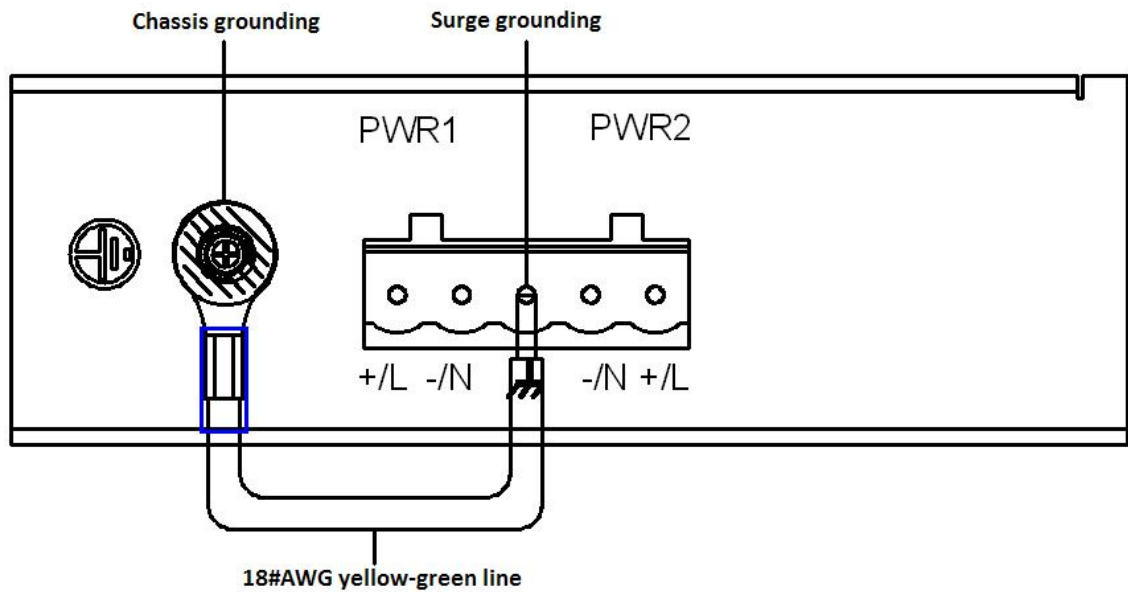 Chassis grounding
Surge grounding
PWR1
PWR2
+/L -/N
-/N +/L
18#AWG yellow-green line